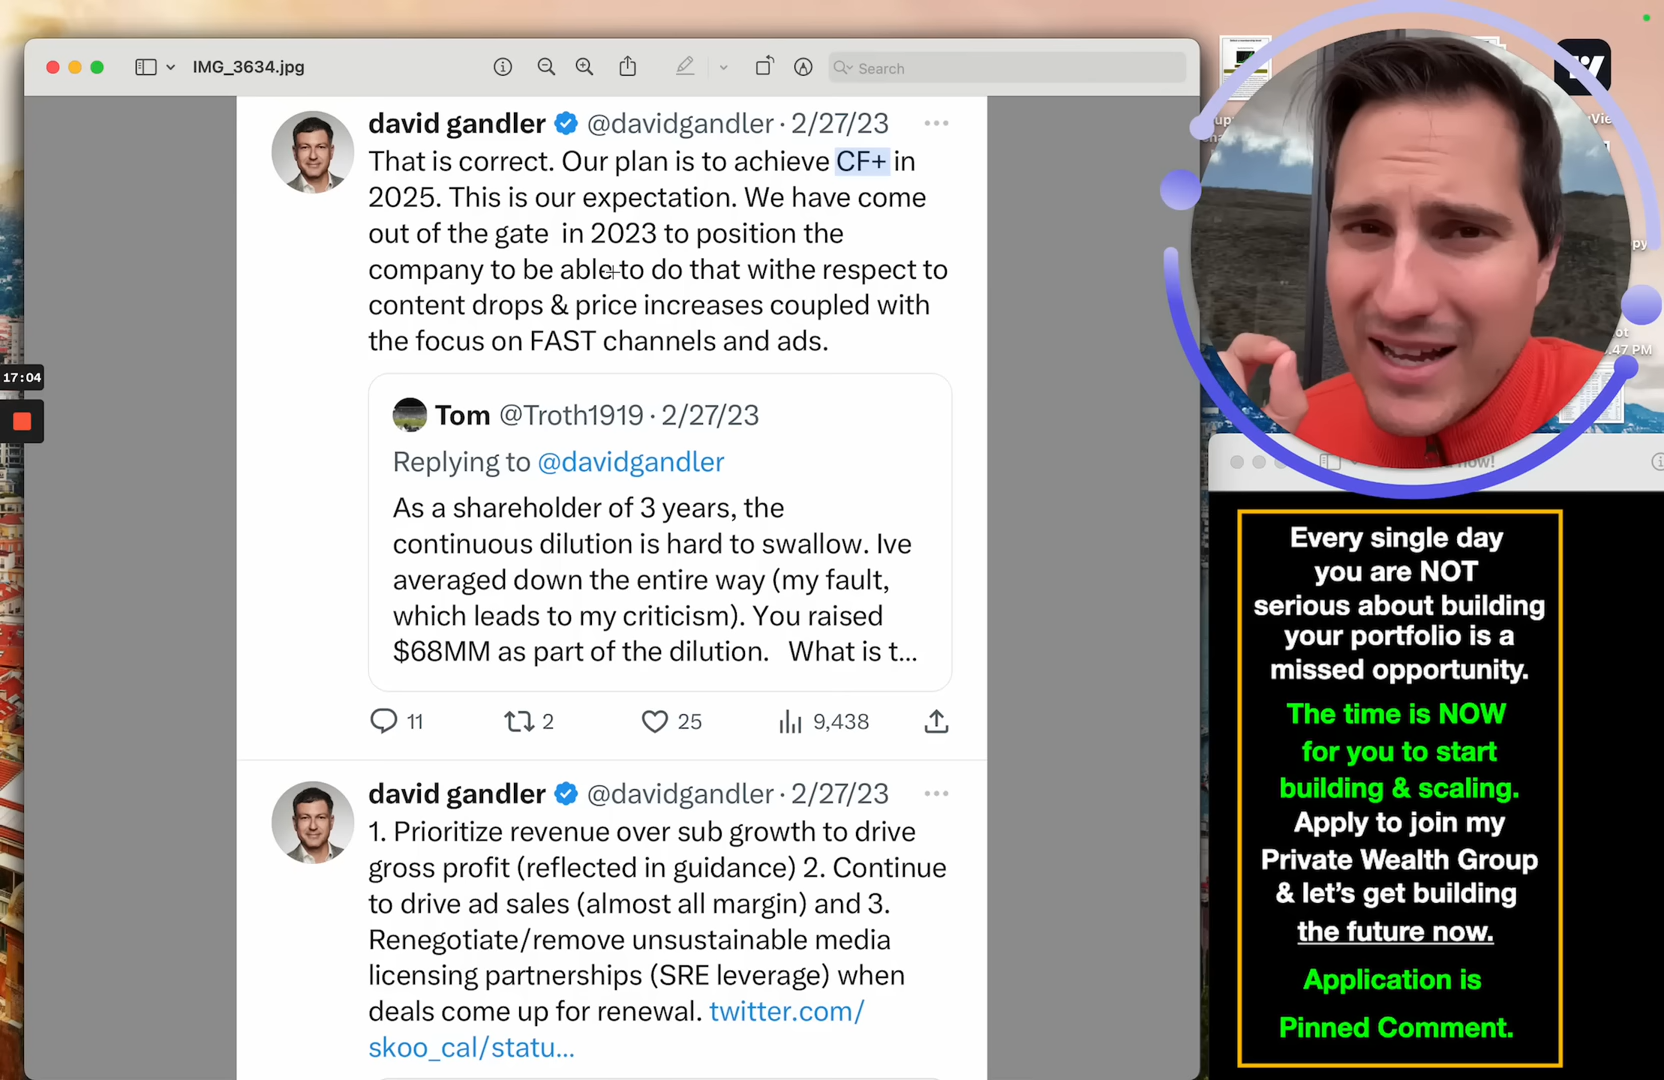 IMG_3634.jpg
Search
david gandler @davidgandler · 2/27/23
That is correct. Our plan is to achieve CF+ in
2025. This is our expectation. We have come
out of the gate  in 2023 to position the
company to be able to do that withe respect to
content drops & price increases coupled with
the focus on FAST channels and ads.
Tom @Troth1919 · 2/27/23
Replying to @davidgandler
As a shareholder of 3 years, the
continuous dilution is hard to swallow. Ive
averaged down the entire way (my fault,
which leads to my criticism). You raised
$68MM as part of the dilution.   What is t...
11
2
25
9,438
david gandler @davidgandler · 2/27/23
1. Prioritize revenue over sub growth to drive
gross profit (reflected in guidance) 2. Continue
to drive ad sales (almost all margin) and 3.
Renegotiate/remove unsustainable media
licensing partnerships (SRE leverage) when
deals come up for renewal. twitter.com/
skoo_cal/statu...
17:04
.47 PM
now!
Every single day
you are NOT
serious about building
your portfolio is a
missed opportunity.
The time is NOW
for you to start
building & scaling.
Apply to join my
Private Wealth Group
& let's get building
the future now.
Application is
Pinned Comment.